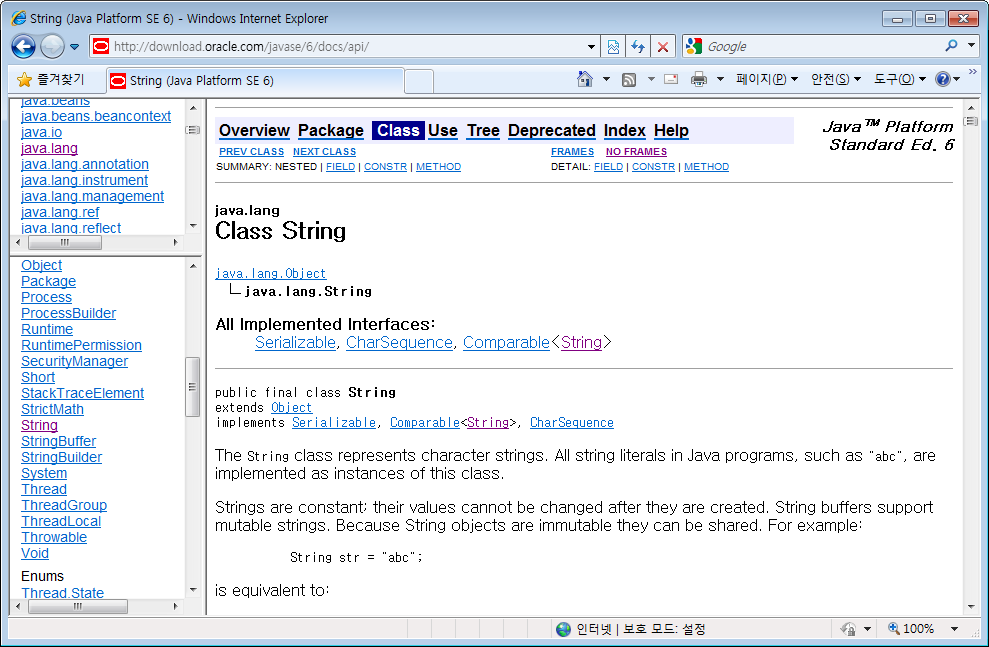 String (Java Platform SE 6) - Windows Internet Explorer
http://download.oracle.com/javase/6/docs/api/
Google
즐겨찾기
String (Java Platform SE 6)
페이지(P)
안전(S)
도구(O)
java.beans
java.beans.beancontext
java.io
java.lang
java.lang.annotation
java.lang.instrument
java.lang.management
java.lang.ref
java.lang.reflect
Object
Package
Process
ProcessBuilder
Runtime
RuntimePermission
SecurityManager
Short
StackTraceElement
StrictMath
String
StringBuffer
StringBuilder
System
Thread
ThreadGroup
ThreadLocal
Throwable
Void
Enums
Thread.State
Overview Package Class Use Tree Deprecated Index Help
Java™ Platform
Standard Ed. 6
PREV CLASS NEXT CLASS
FRAMES NO FRAMES
SUMMARY: NESTED | FIELD | CONSTR | METHOD
DETAIL: FIELD | CONSTR | METHOD
java.lang
Class String
java.lang.Object
java.lang.String
All Implemented Interfaces:
Serializable, CharSequence, Comparable<String>
public final class String
extends Object
implements Serializable, Comparable<String>, CharSequence
The String class represents character strings. All string literals in Java programs, such as "abc", are
implemented as instances of this class.
Strings are constant; their values cannot be changed after they are created. String buffers support
mutable strings. Because String objects are immutable they can be shared. For example:
String str = "abc";
is equivalent to:
인터넷 | 보호 모드: 설정
100%